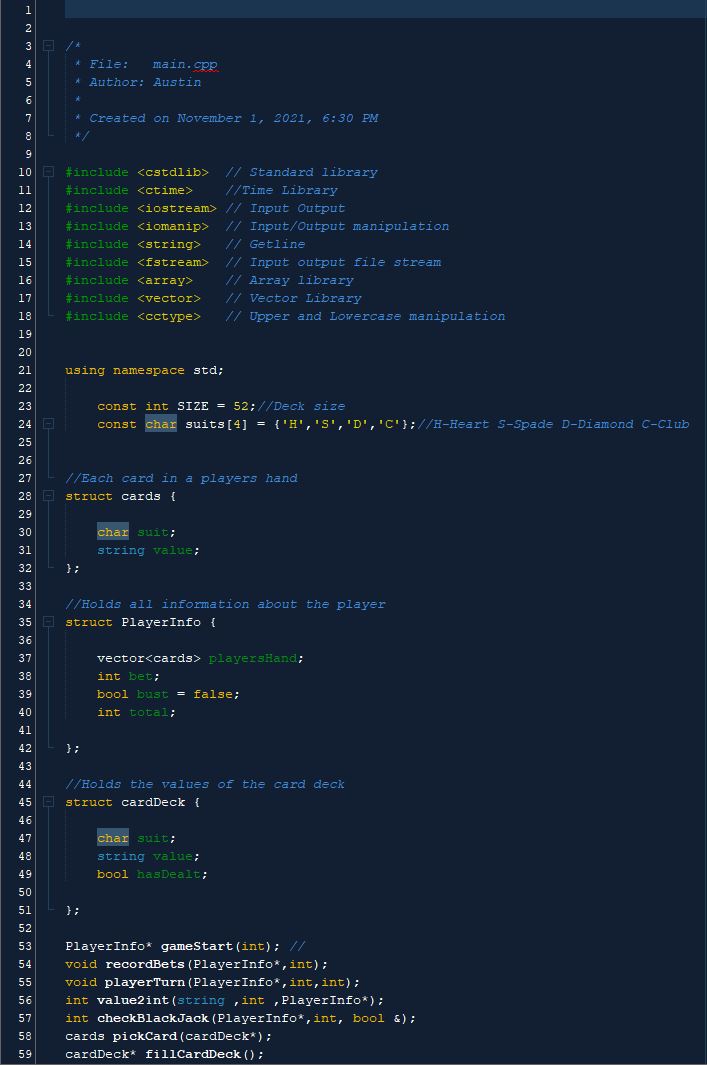 1
2
3 /*
4  * File:   main.cpp
5  * Author: Austin
6  *
7  * Created on November 1, 2021, 6:30 PM
8  */
9
10 #include <cstdlib>  // Standard library
11 #include <ctime>    //Time Library
12 #include <iostream> // Input Output
13 #include <iomanip>  // Input/Output manipulation
14 #include <string>   // Getline
15 #include <fstream>  // Input output file stream
16 #include <array>    // Array library
17 #include <vector>   // Vector Library
18 #include <cctype>   // Upper and Lowercase manipulation
19
20
21 using namespace std;
22
23     const int SIZE = 52;//Deck size
24     const char suits[4] = {'H','S','D','C'};//H-Heart S-Spade D-Diamond C-Club
25
26
27 //Each card in a players hand
28 struct cards {
29
30     char suit;
31     string value;
32 };
33
34 //Holds all information about the player
35 struct PlayerInfo {
36
37     vector<cards> playersHand;
38     int bet;
39     bool bust = false;
40     int total;
41
42 };
43
44 //Holds the values of the card deck
45 struct cardDeck {
46
47     char suit;
48     string value;
49     bool hasDealt;
50
51 };
52
53 PlayerInfo* gameStart(int); //
54 void recordBets(PlayerInfo*,int);
55 void playerTurn(PlayerInfo*,int,int);
56 int value2int(string ,int ,PlayerInfo*);
57 int checkBlackJack(PlayerInfo*,int, bool &);
58 cards pickCard(cardDeck*);
59 cardDeck* fillCardDeck();